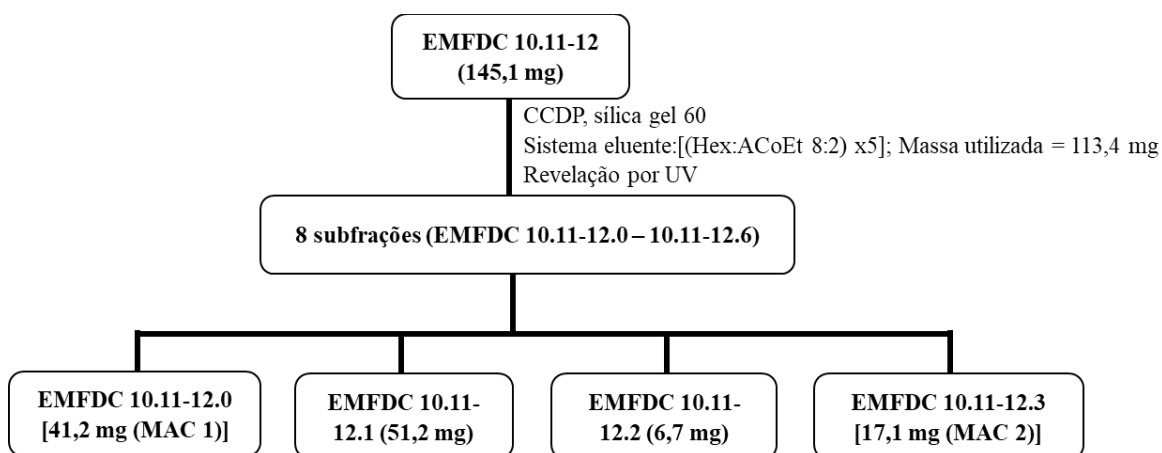 EMFDC 10.11-12
(145,1 mg)
CCDP, sílica gel 60
Sistema eluente:[(Hex:ACoEt 8:2) x5]; Massa utilizada = 113,4 mg
Revelação por UV
8 subfrações (EMFDC 10.11-12.0 – 10.11-12.6)
EMFDC 10.11-12.0
[41,2 mg (MAC 1)]
EMFDC 10.11-
12.1 (51,2 mg)
EMFDC 10.11-
12.2 (6,7 mg)
EMFDC 10.11-12.3
[17,1 mg (MAC 2)]